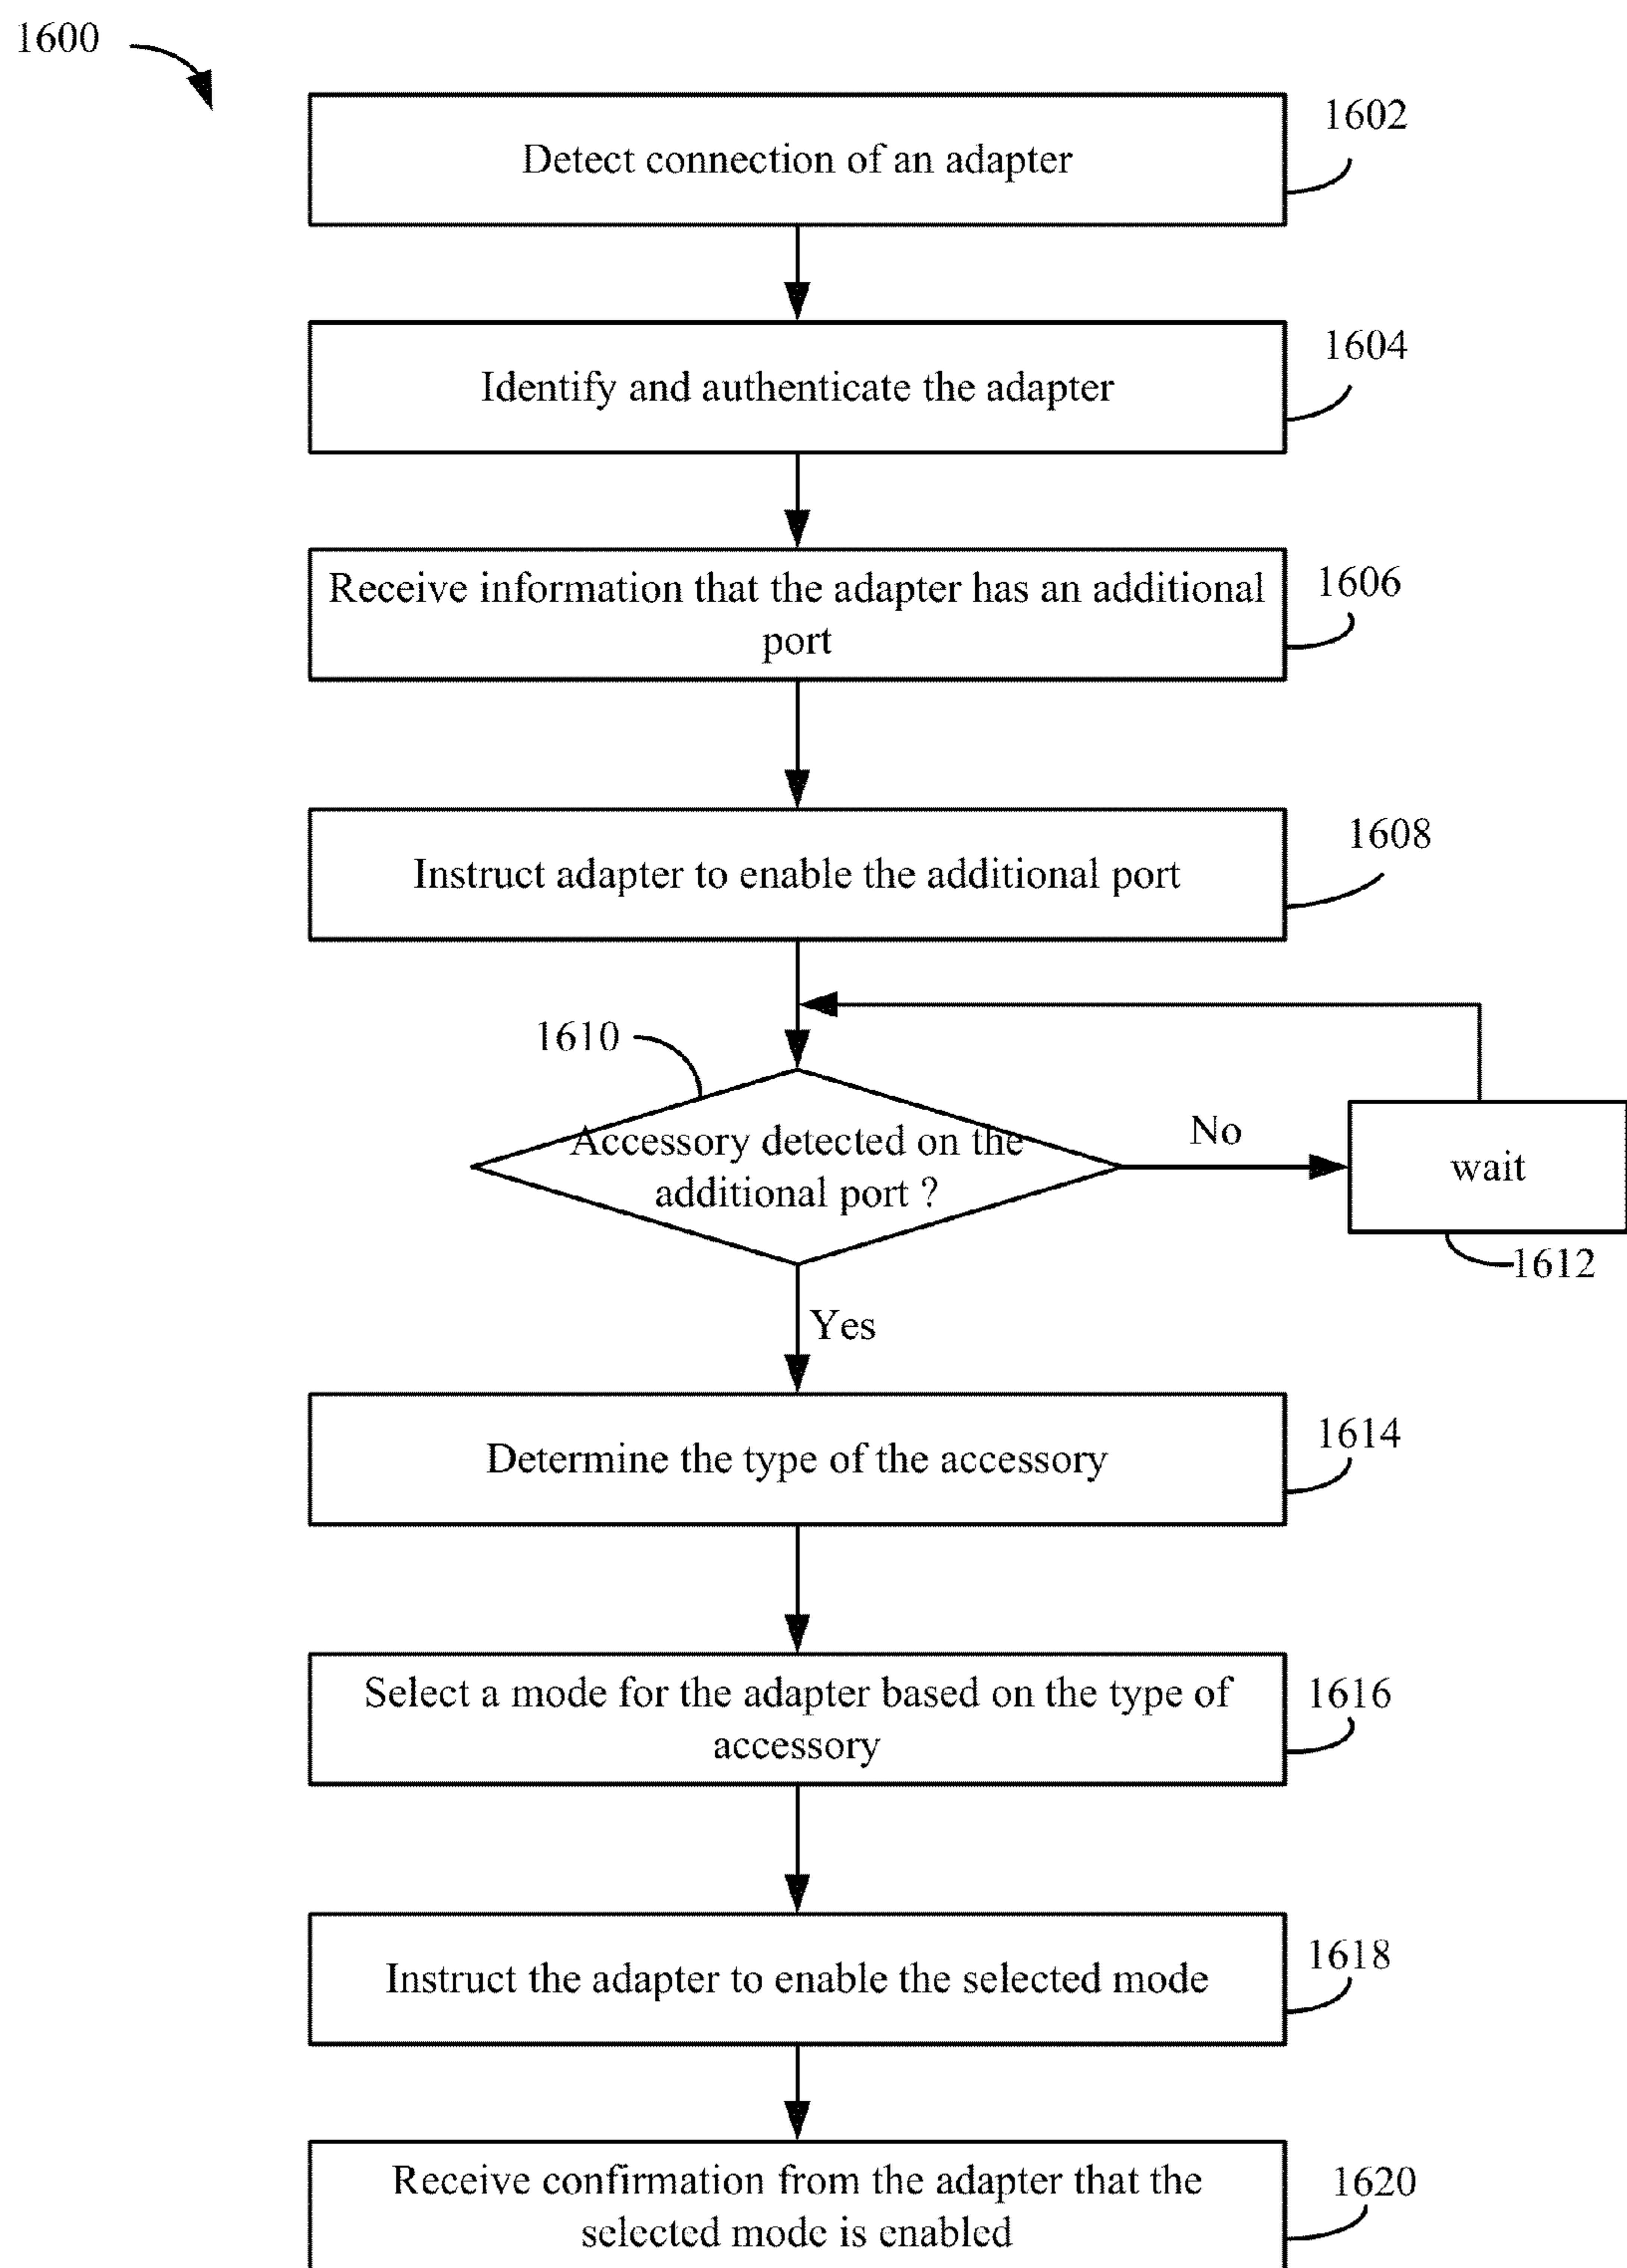 1600
Detect connection of an adapter
1602
Identify and authenticate the adapter
1604
Receive information that the adapter has an additional
port
1606
Instruct adapter to enable the additional port
1608
1610
Accessory detected on the
additional port ?
No
wait
1612
Yes
Determine the type of the accessory
1614
Select a mode for the adapter based on the type of
accessory
1616
Instruct the adapter to enable the selected mode
1618
Receive confirmation from the adapter that the
selected mode is enabled
1620